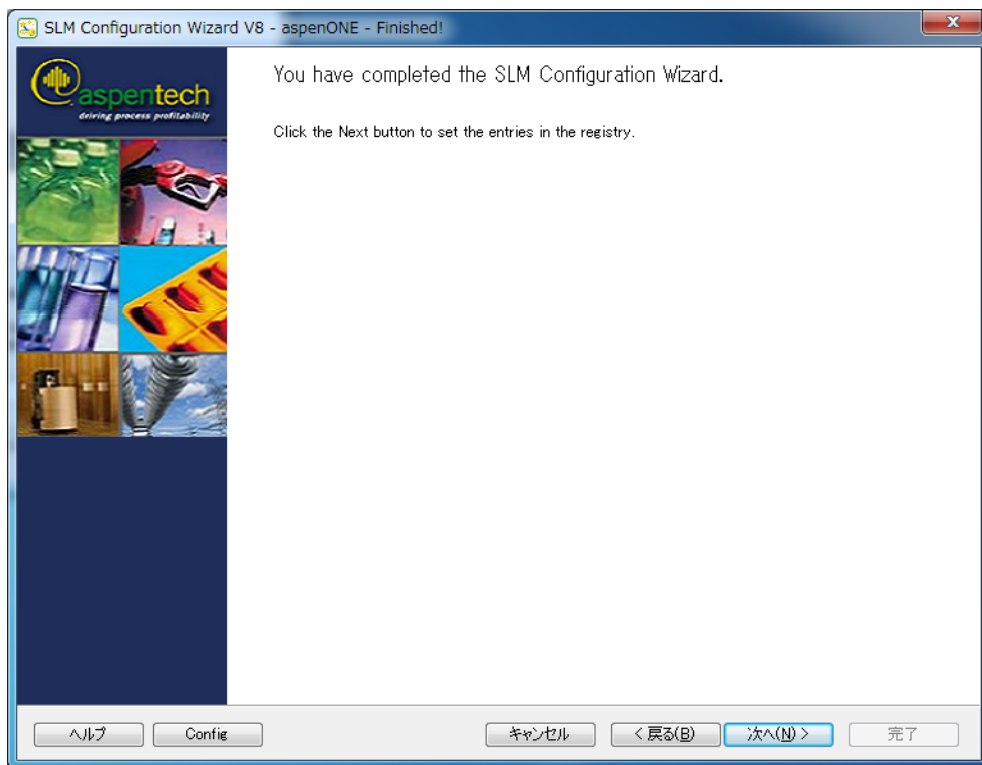 SLM Configuration Wizard V8 - aspenONE - Finished!
x
aspentech
driving process profitability
You have completed the SLM Configuration Wizard.
Click the Next button to set the entries in the registry.
ヘルプ
Config
キャンセル
< 戻る(B)
次へ(N) >
完了